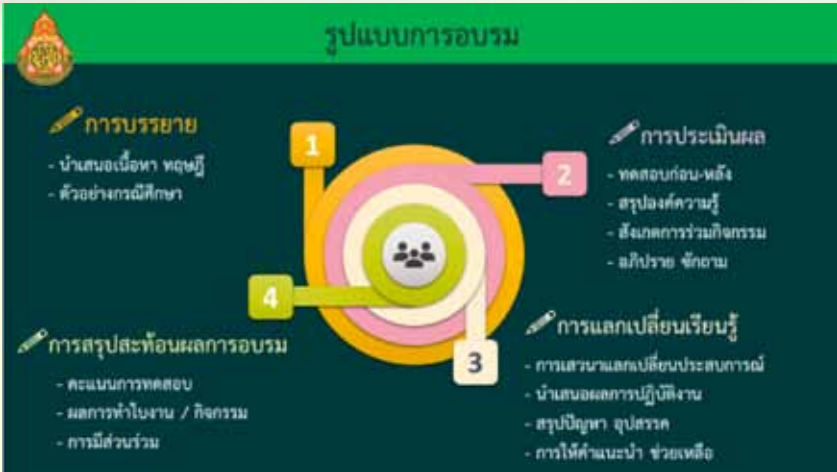 รูปแบบการอบรม
1
การบรรยาย
- นำเสนอเนื้อหา ทฤษฎี
- ตัวอย่างกรณีศึกษา
2
การประเมินผล
- ทดสอบก่อน-หลัง
- สรุปองค์ความรู้
- สังเกตการร่วมกิจกรรม
- อภิปราย ซักถาม
3
การแลกเปลี่ยนเรียนรู้
- การเสวนาแลกเปลี่ยนประสบการณ์
- นำเสนอผลการปฏิบัติงาน
- สรุปปัญหา อุปสรรค
- การให้คำแนะนำ ช่วยเหลือ
4
การสรุปสะท้อนผลการอบรม
- คะแนนการทดสอบ
- ผลการทำใบงาน / กิจกรรม
- การมีส่วนร่วม